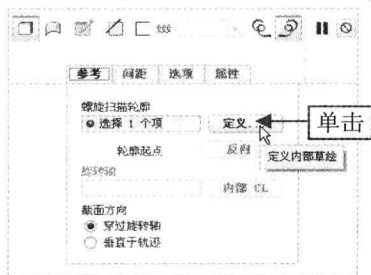 参考 间距 选项 属性
螺旋扫描轮廓
选择 1 个项 定义...
单击
轮廓起点 反向
定义内部草绘
旋转轴
内部 CL
截面方向
穿过旋转轴
垂直于轨迹